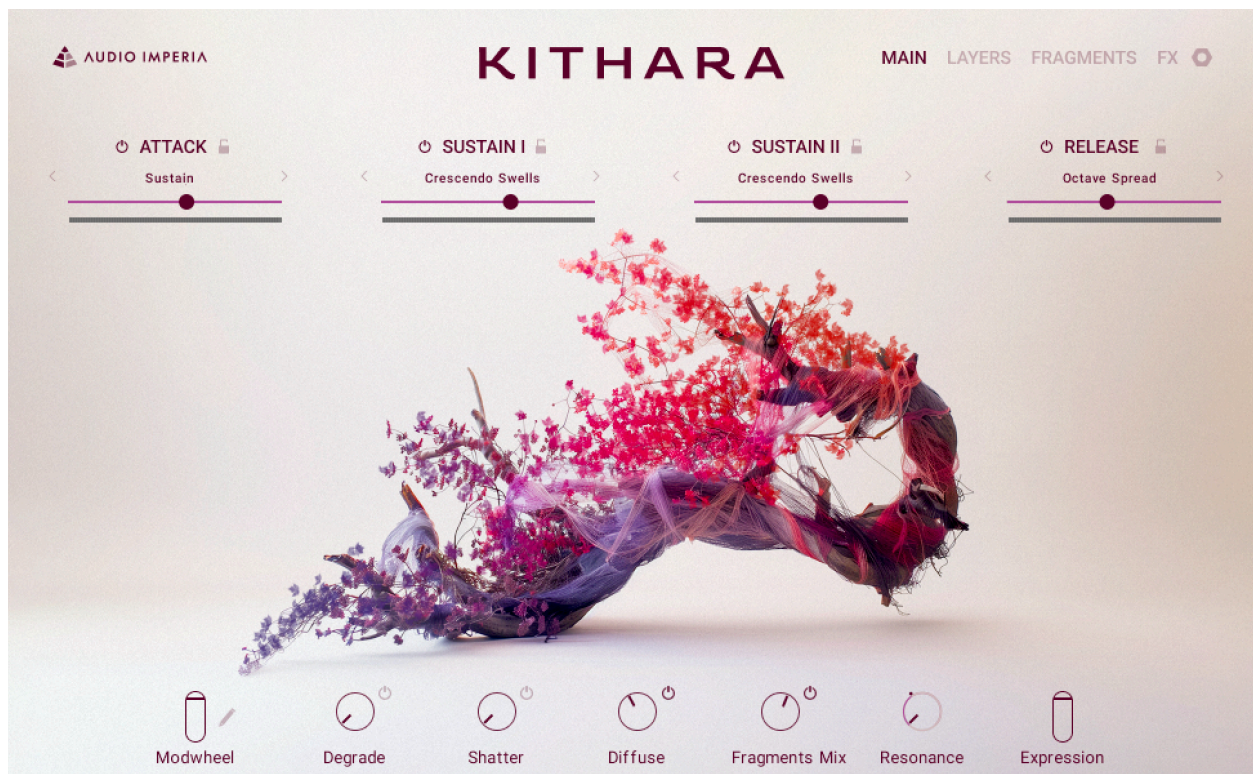 AUDIO IMPERIA
KITHARA
MAIN LAYERS FRAGMENTS FX
ATTACK
Sustain
SUSTAIN I
Crescendo Swells
SUSTAIN II
Crescendo Swells
RELEASE
Octave Spread
Modwheel
Degrade
Shatter
Diffuse
Fragments Mix
Resonance
Expression